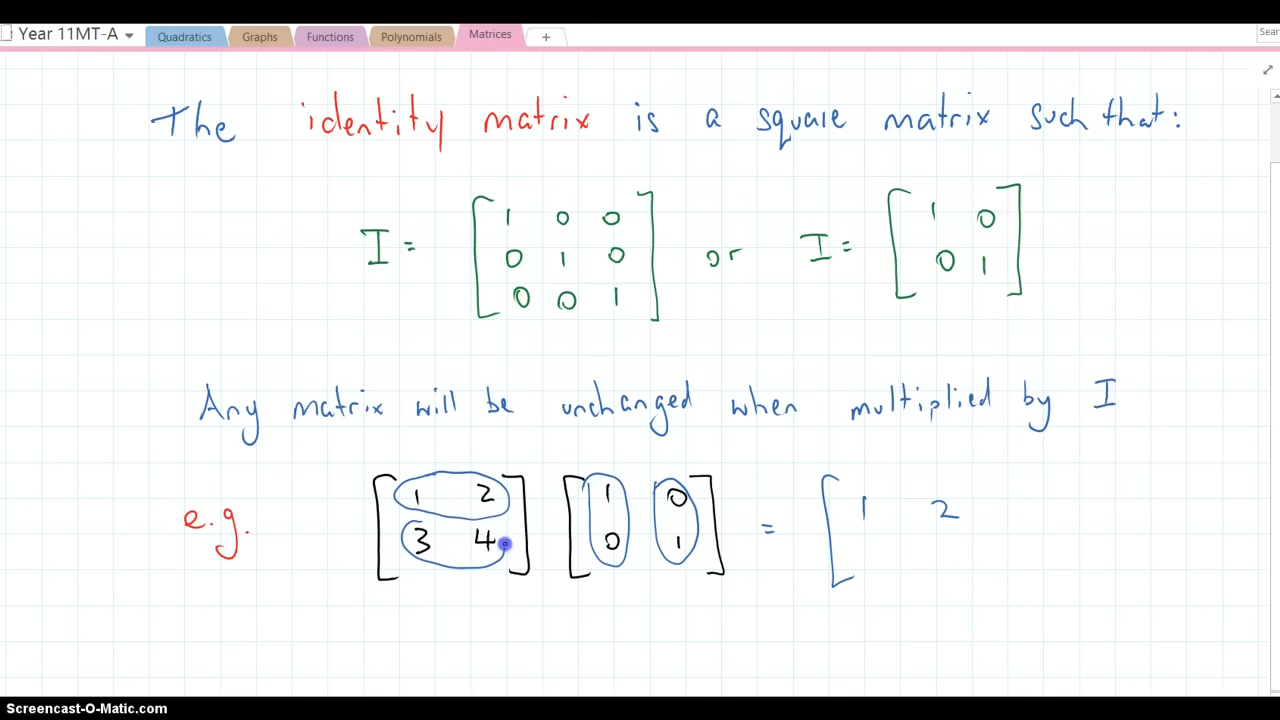 Year 11MT-A Quadratics Graphs Functions Polynomials Matrices + Sear
The identity matrix is a square matrix such that:
I = [1 0 0 or I = [1 0
0 1 0 0 1]
0 0 1]
Any matrix will be unchanged when multiplied by I
e.g. [1 2 [1 0 = [1 2
3 4] 0 1]
Screencast-O-Matic.com